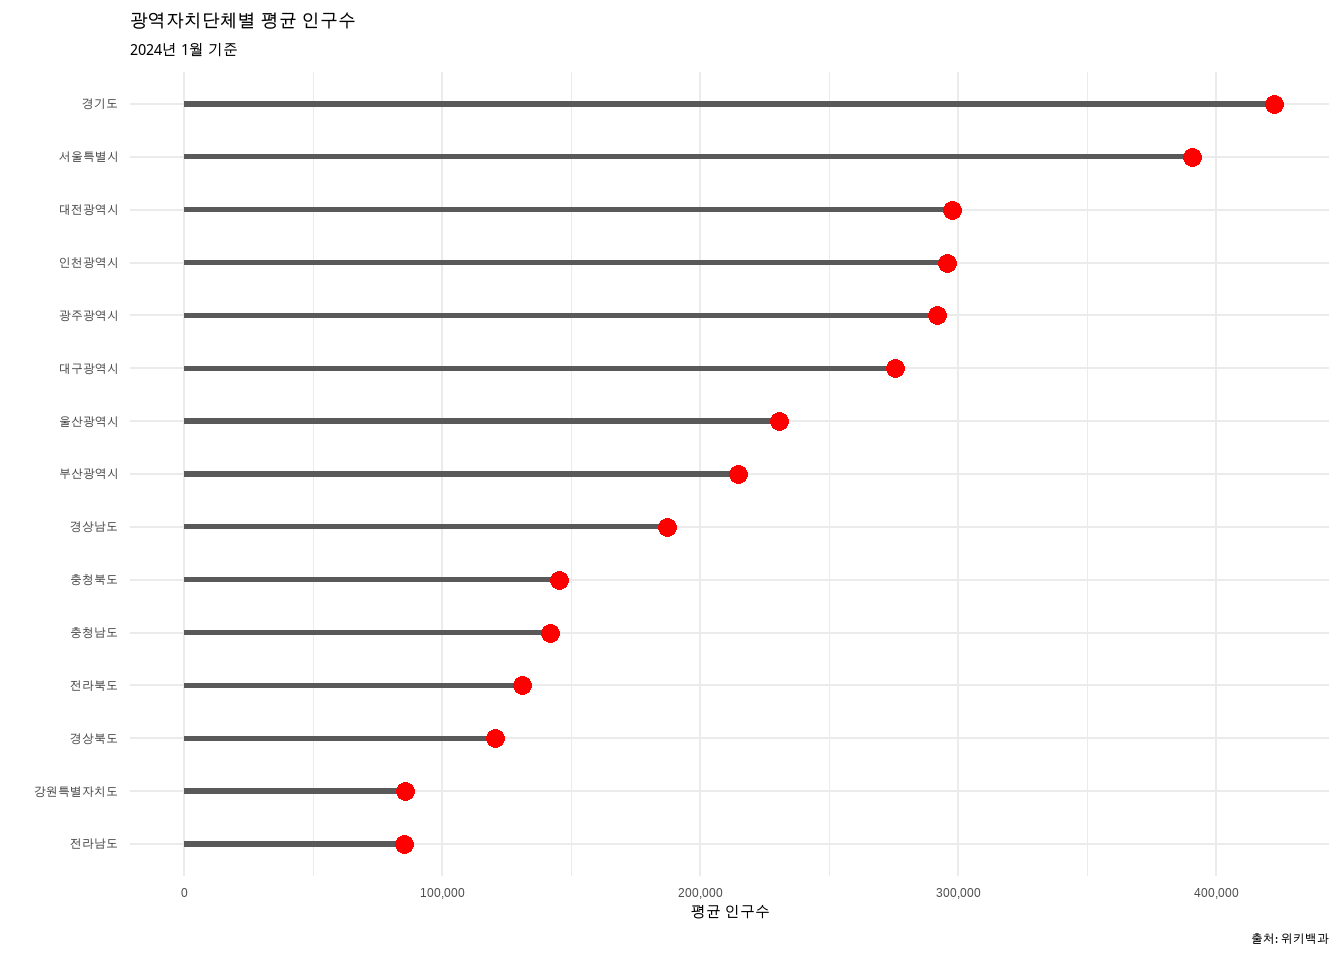 광역자치단체별 평균 인구수
2024년 1월 기준
경기도
서울특별시
대전광역시
인천광역시
광주광역시
대구광역시
울산광역시
부산광역시
경상남도
충청북도
충청남도
전라북도
경상북도
강원특별자치도
전라남도
0 100,000 200,000 300,000 400,000
평균 인구수
출처: 위키백과